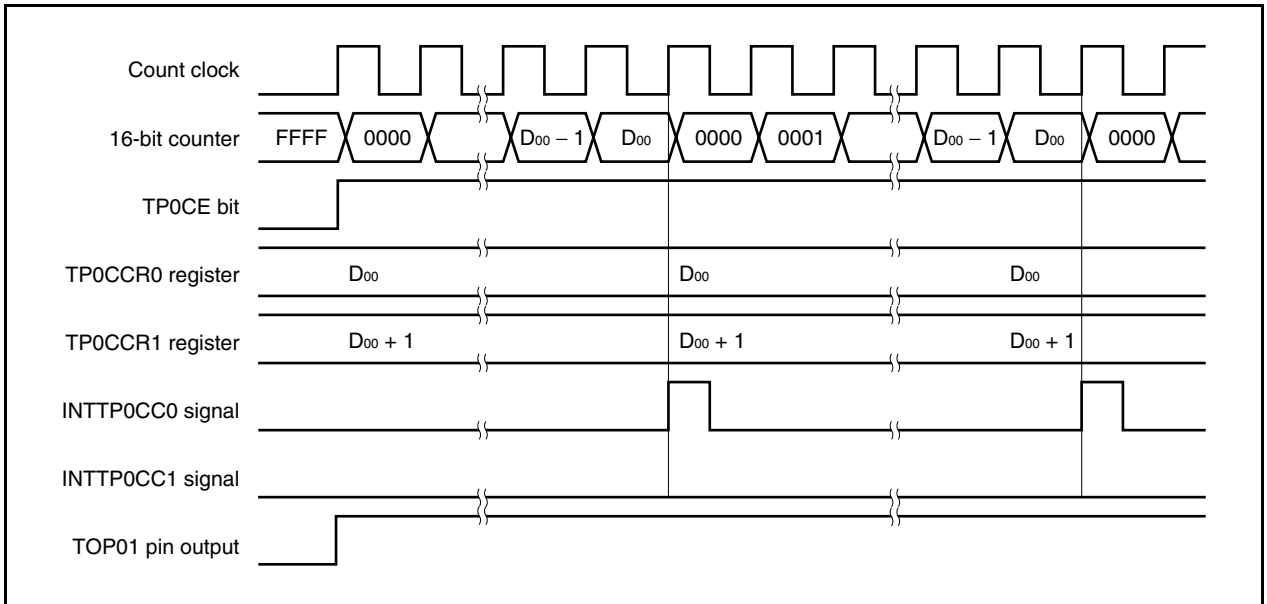 Count clock
16-bit counter FFFF 0000 D₀₀ − 1 D₀₀ 0000 0001 D₀₀ − 1 D₀₀ 0000
TP0CE bit
TP0CCR0 register D₀₀ D₀₀ D₀₀
TP0CCR1 register D₀₀ + 1 D₀₀ + 1 D₀₀ + 1
INTTP0CC0 signal
INTTP0CC1 signal
TOP01 pin output